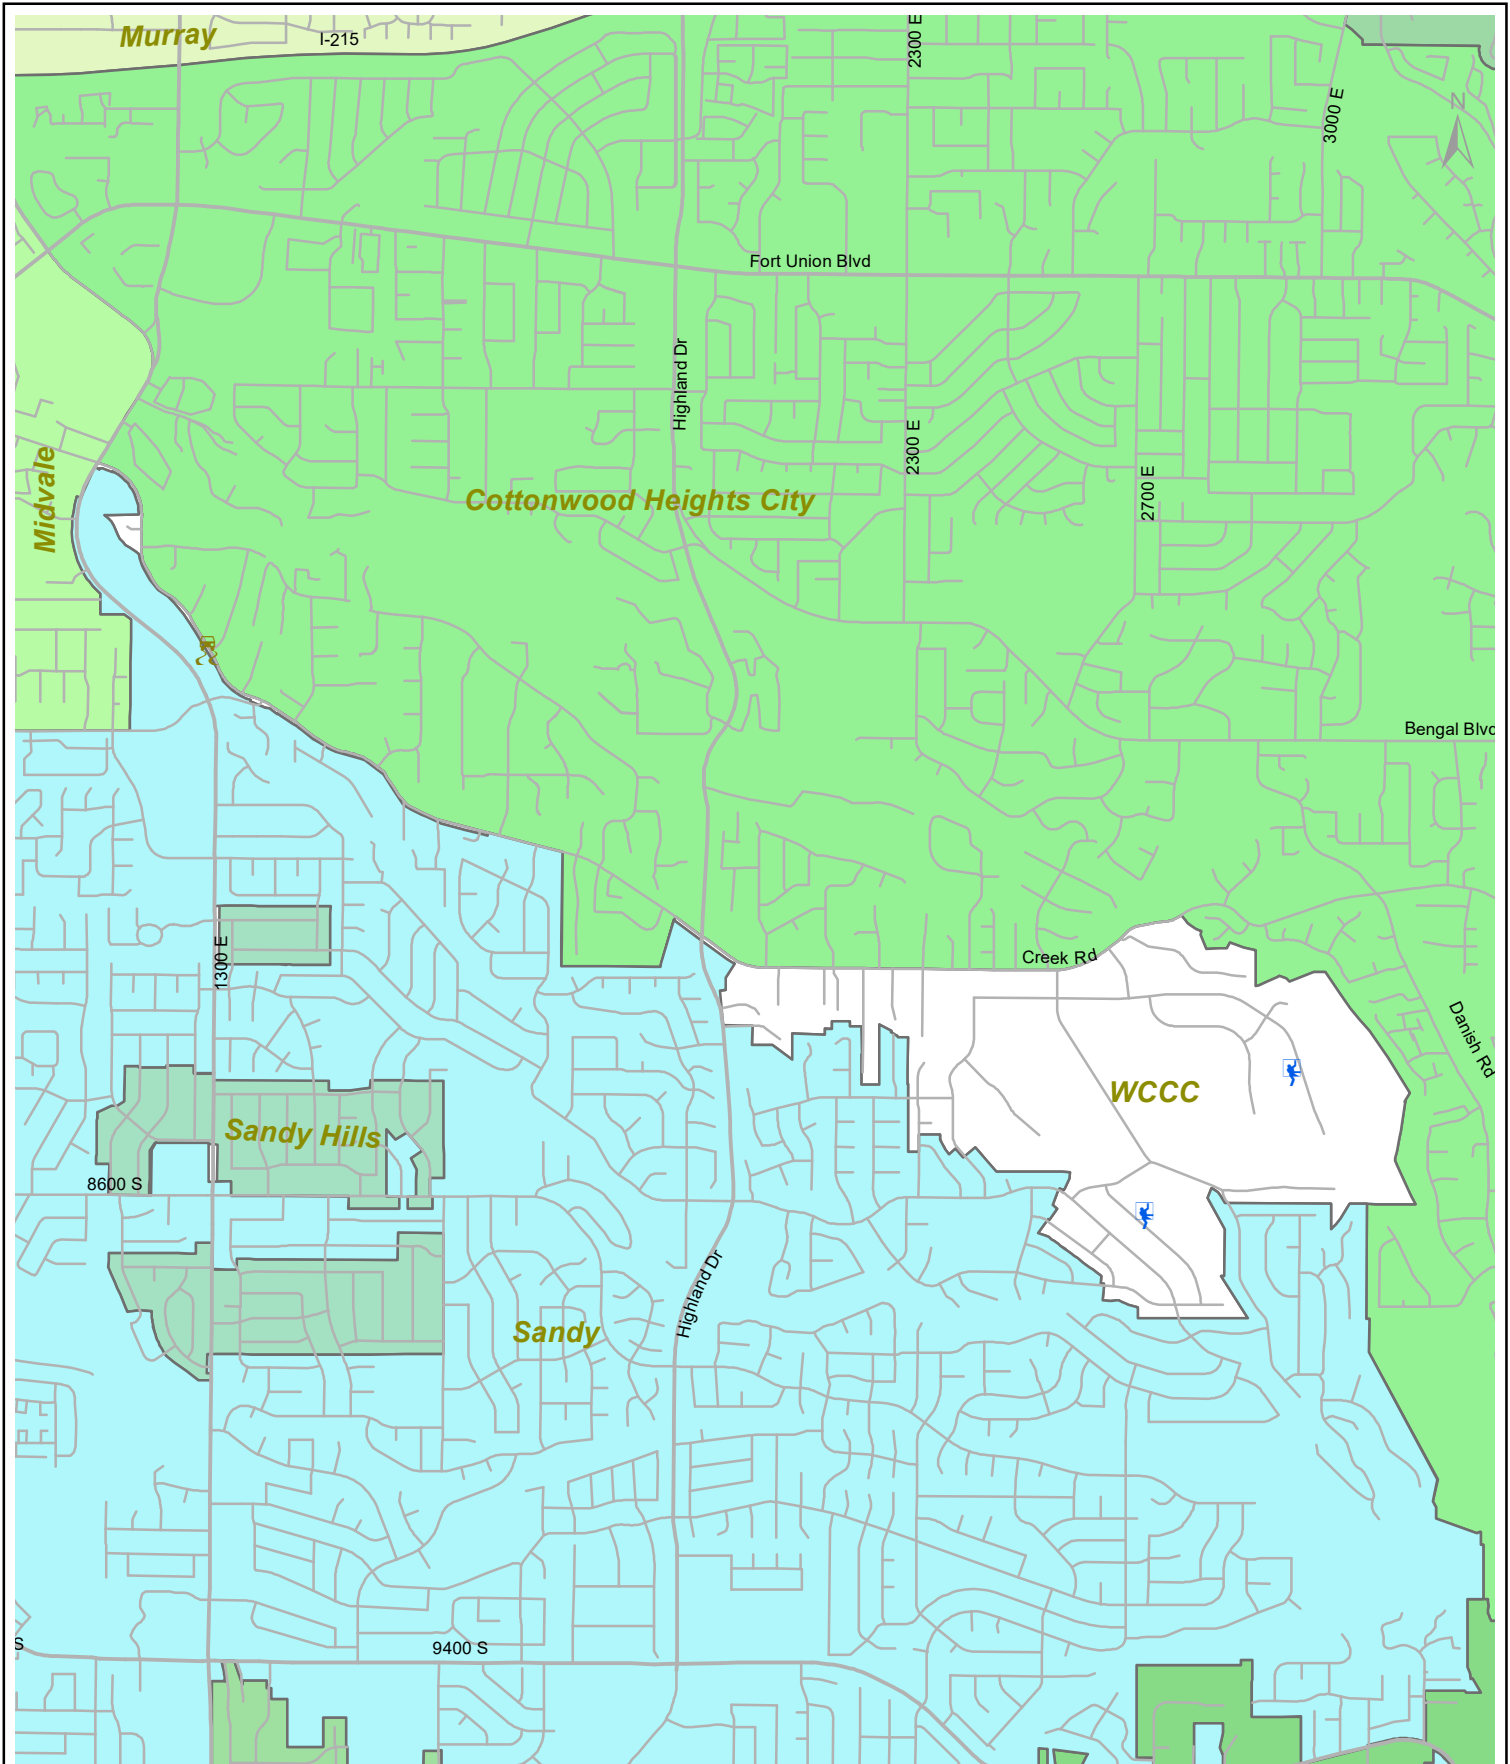 Murray
I-215
2300 E
3000 E
N
Fort Union Blvd
Highland Dr
2300 E
2700 E
Midvale
Cottonwood Heights City
Bengal Blvd
1300 E
Creek Rd
Danish Rd
WCCC
Sandy Hills
8600 S
Highland Dr
Sandy
S
9400 S